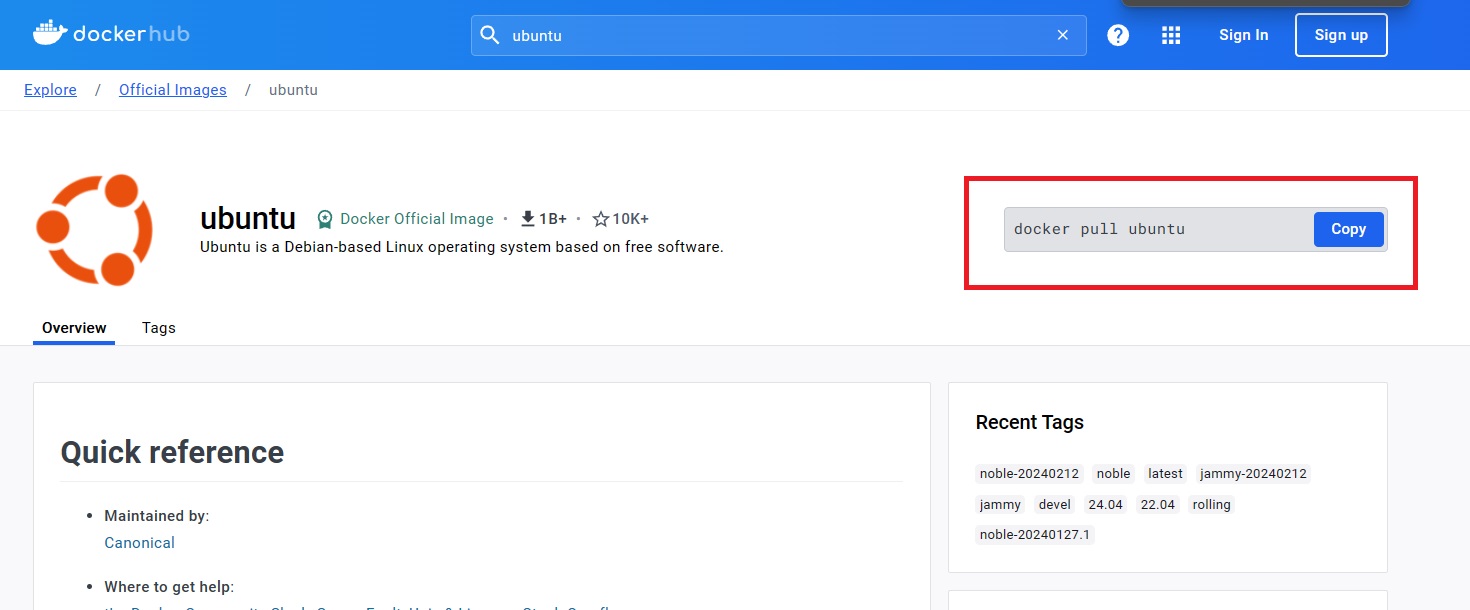 dockerhub
ubuntu
Sign In
Sign up
Explore / Official Images / ubuntu
ubuntu
Docker Official Image · 1B+ · 10K+
Ubuntu is a Debian-based Linux operating system based on free software.
docker pull ubuntu
Copy
Overview
Tags
Quick reference
• Maintained by:
Canonical
• Where to get help:
Recent Tags
noble-20240212 noble latest jammy-20240212
jammy devel 24.04 22.04 rolling
noble-20240127.1